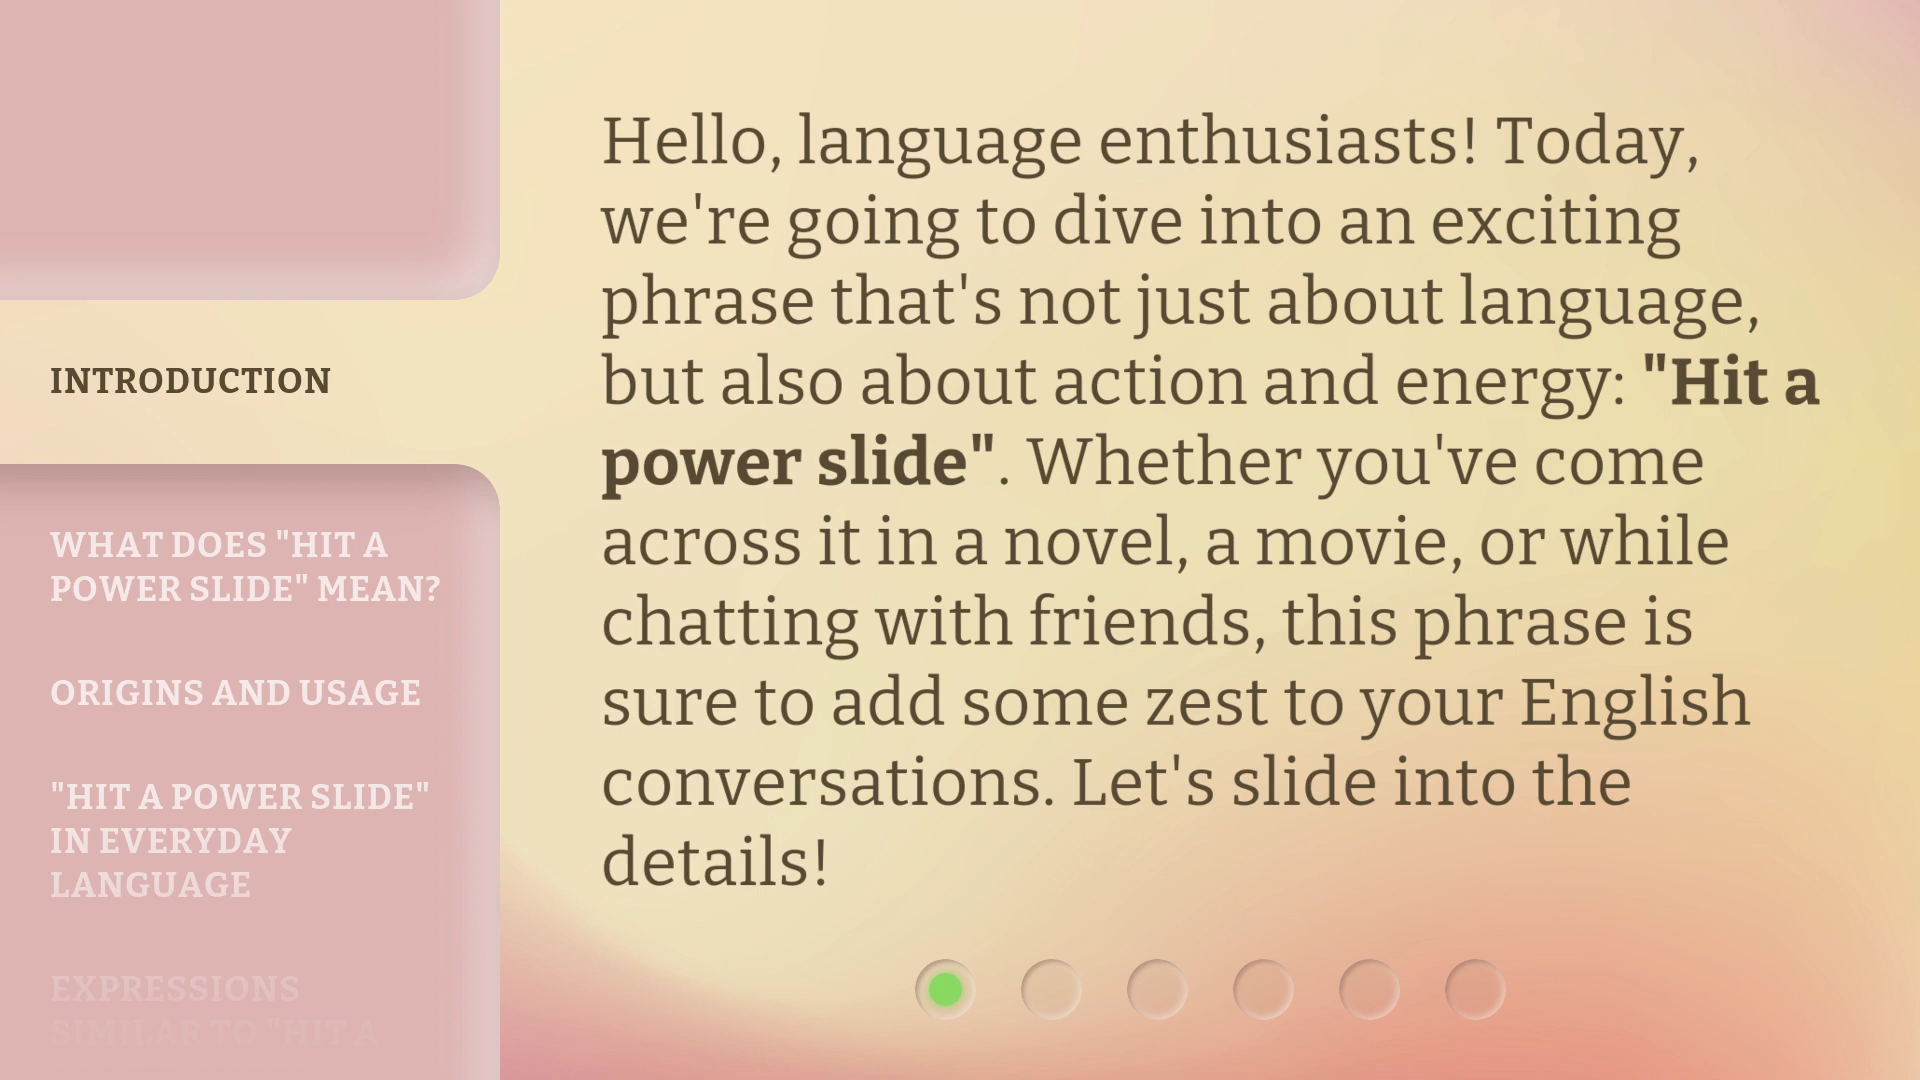 INTRODUCTION
WHAT DOES "HIT A
POWER SLIDE" MEAN?
ORIGINS AND USAGE
"HIT A POWER SLIDE"
IN EVERYDAY
LANGUAGE
EXPRESSIONS
SIMILAR TO "HIT A
Hello, language enthusiasts! Today,
we're going to dive into an exciting
phrase that's not just about language,
but also about action and energy: "Hit a
power slide". Whether you've come
across it in a novel, a movie, or while
chatting with friends, this phrase is
sure to add some zest to your English
conversations. Let's slide into the
details!